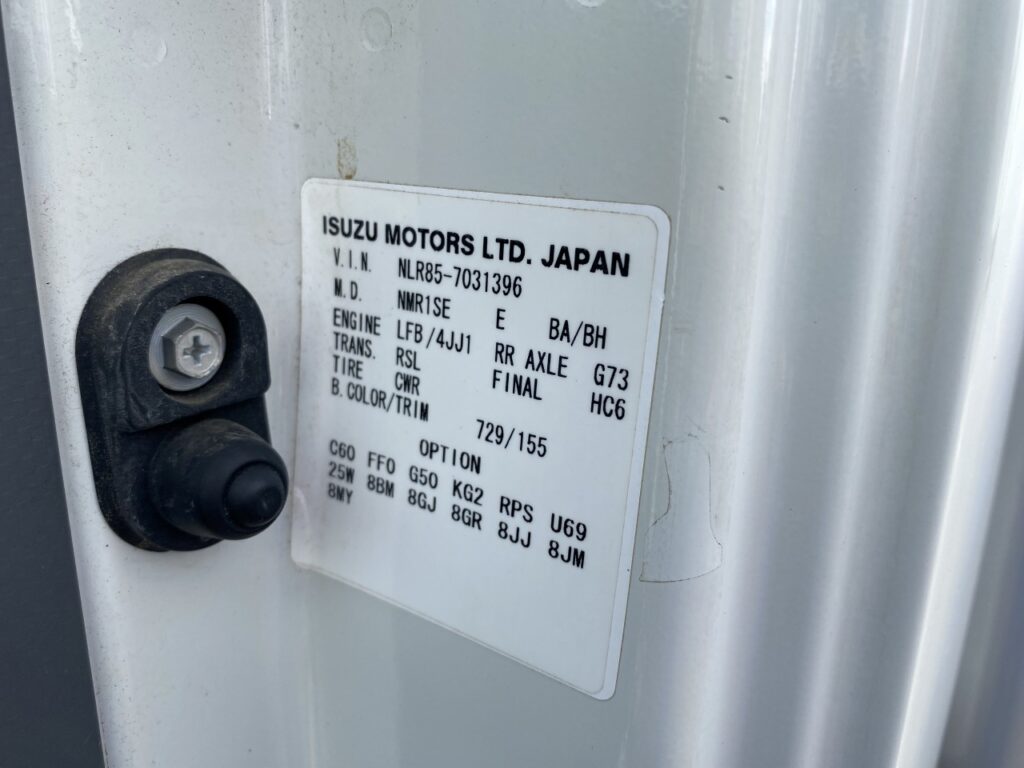 ISUZU MOTORS LTD. JAPAN
V.I.N. NLR85-7031396
M.D. NMR1SE E BA/BH
ENGINE LFB/4JJ1 RR AXLE G73
TRANS. RSL FINAL HC6
TIRE CWR
B.COLOR/TRIM 729/155
OPTION
C60 FF0 G50 KG2 RPS U69
25W 8BM 8GJ 8GR 8JJ 8JM
8MY